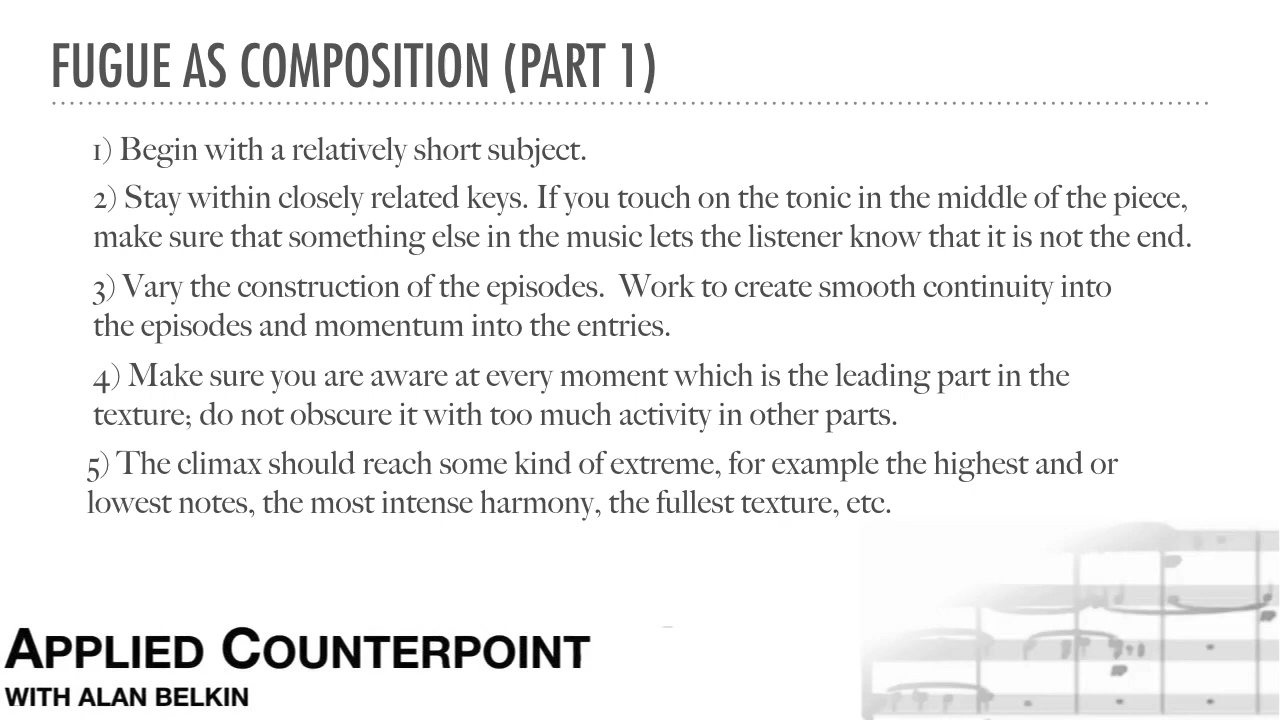 FUGUE AS COMPOSITION (PART 1)
1) Begin with a relatively short subject.
2) Stay within closely related keys. If you touch on the tonic in the middle of the piece,
make sure that something else in the music lets the listener know that it is not the end.
3) Vary the construction of the episodes.  Work to create smooth continuity into
the episodes and momentum into the entries.
4) Make sure you are aware at every moment which is the leading part in the
texture; do not obscure it with too much activity in other parts.
5) The climax should reach some kind of extreme, for example the highest and or
lowest notes, the most intense harmony, the fullest texture, etc.
APPLIED COUNTERPOINT
WITH ALAN BELKIN